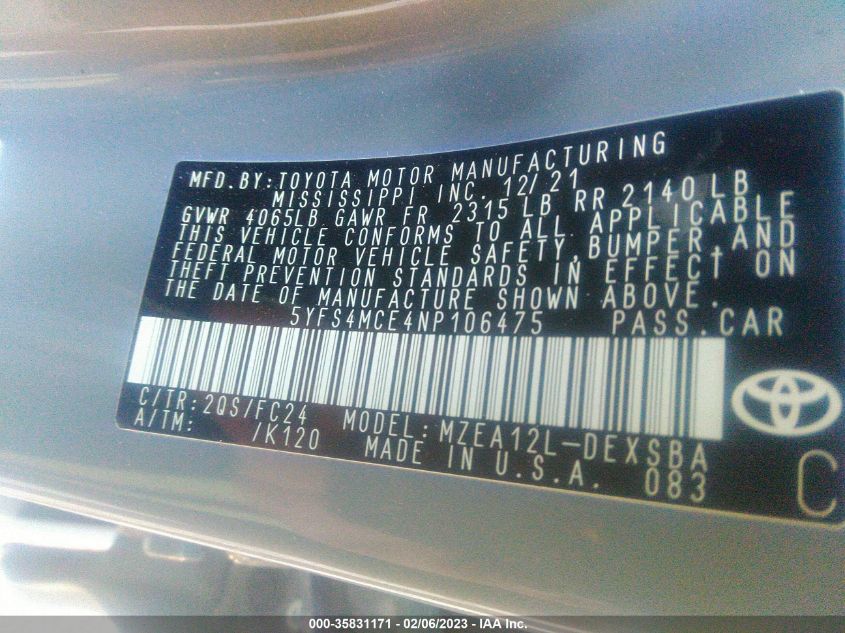 MFD.BY:TOYOTA MOTOR MANUFACTURING
MISSISSIPPI INC. 12/21
GVWR 4065LB GAWR FR 2315 LB RR 2140 LB
THIS VEHICLE CONFORMS TO ALL APPLICABLE
FEDERAL MOTOR VEHICLE SAFETY,BUMPER,AND
THEFT PREVENTION STANDARDS IN EFFECT ON
THE DATE OF MANUFACTURE SHOWN ABOVE.
5YFS4MCE4NP106475 PASS.CAR
C/TR:2QS/FC24 MODEL:MZEA12L-DEXSBA
A/TM: /K120 MADE IN U.S.A. 083
C
000-35831171 — 02/06/2023 — IAA Inc.